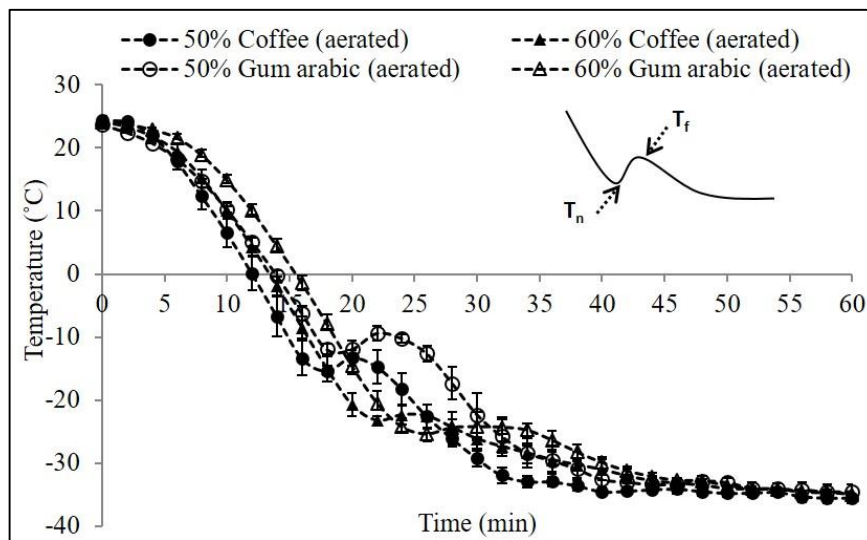 50% Coffee (aerated) 60% Coffee (aerated)
50% Gum arabic (aerated) 60% Gum arabic (aerated)
30
20
10
0
-10
-20
-30
-40
Temperature (˚C)
Tf
Tn
0 5 10 15 20 25 30 35 40 45 50 55 60
Time (min)